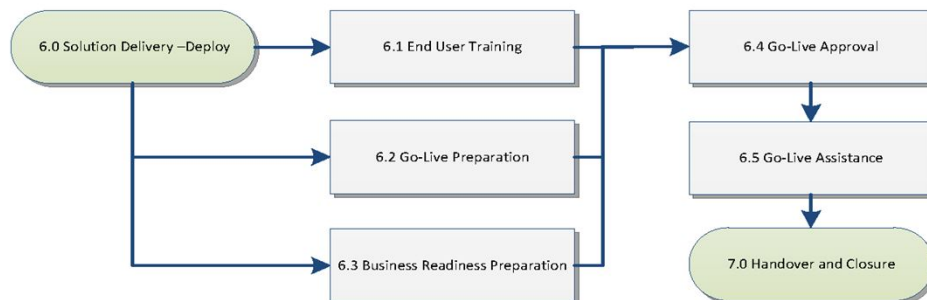 6.0 Solution Delivery –Deploy
6.1 End User Training
6.4 Go-Live Approval
6.2 Go-Live Preparation
6.5 Go-Live Assistance
6.3 Business Readiness Preparation
7.0 Handover and Closure